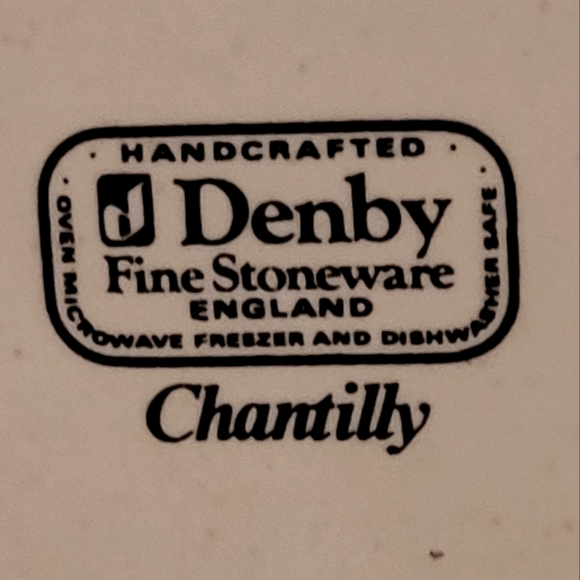 · HANDCRAFTED ·
Denby
Fine Stoneware
ENGLAND
· OVEN MICROWAVE FREEZER AND DISHWASHER SAFE ·
Chantilly